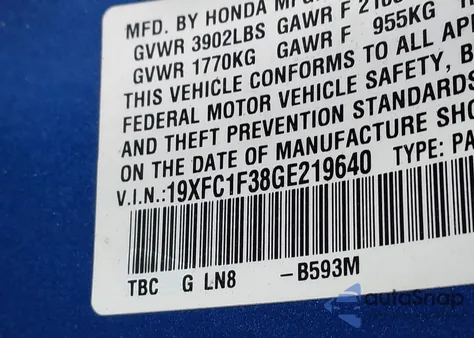 MFD. BY HONDA MFG
GVWR 3902LBS GAWR F
GVWR 1770KG GAWR F 955KG
THIS VEHICLE CONFORMS TO ALL
FEDERAL MOTOR VEHICLE SAFETY,
AND THEFT PREVENTION STANDARDS
ON THE DATE OF MANUFACTURE
V.I.N.:19XFC1F38GE219640 TYPE:
TBC G LN8 -B593M
autoSnap